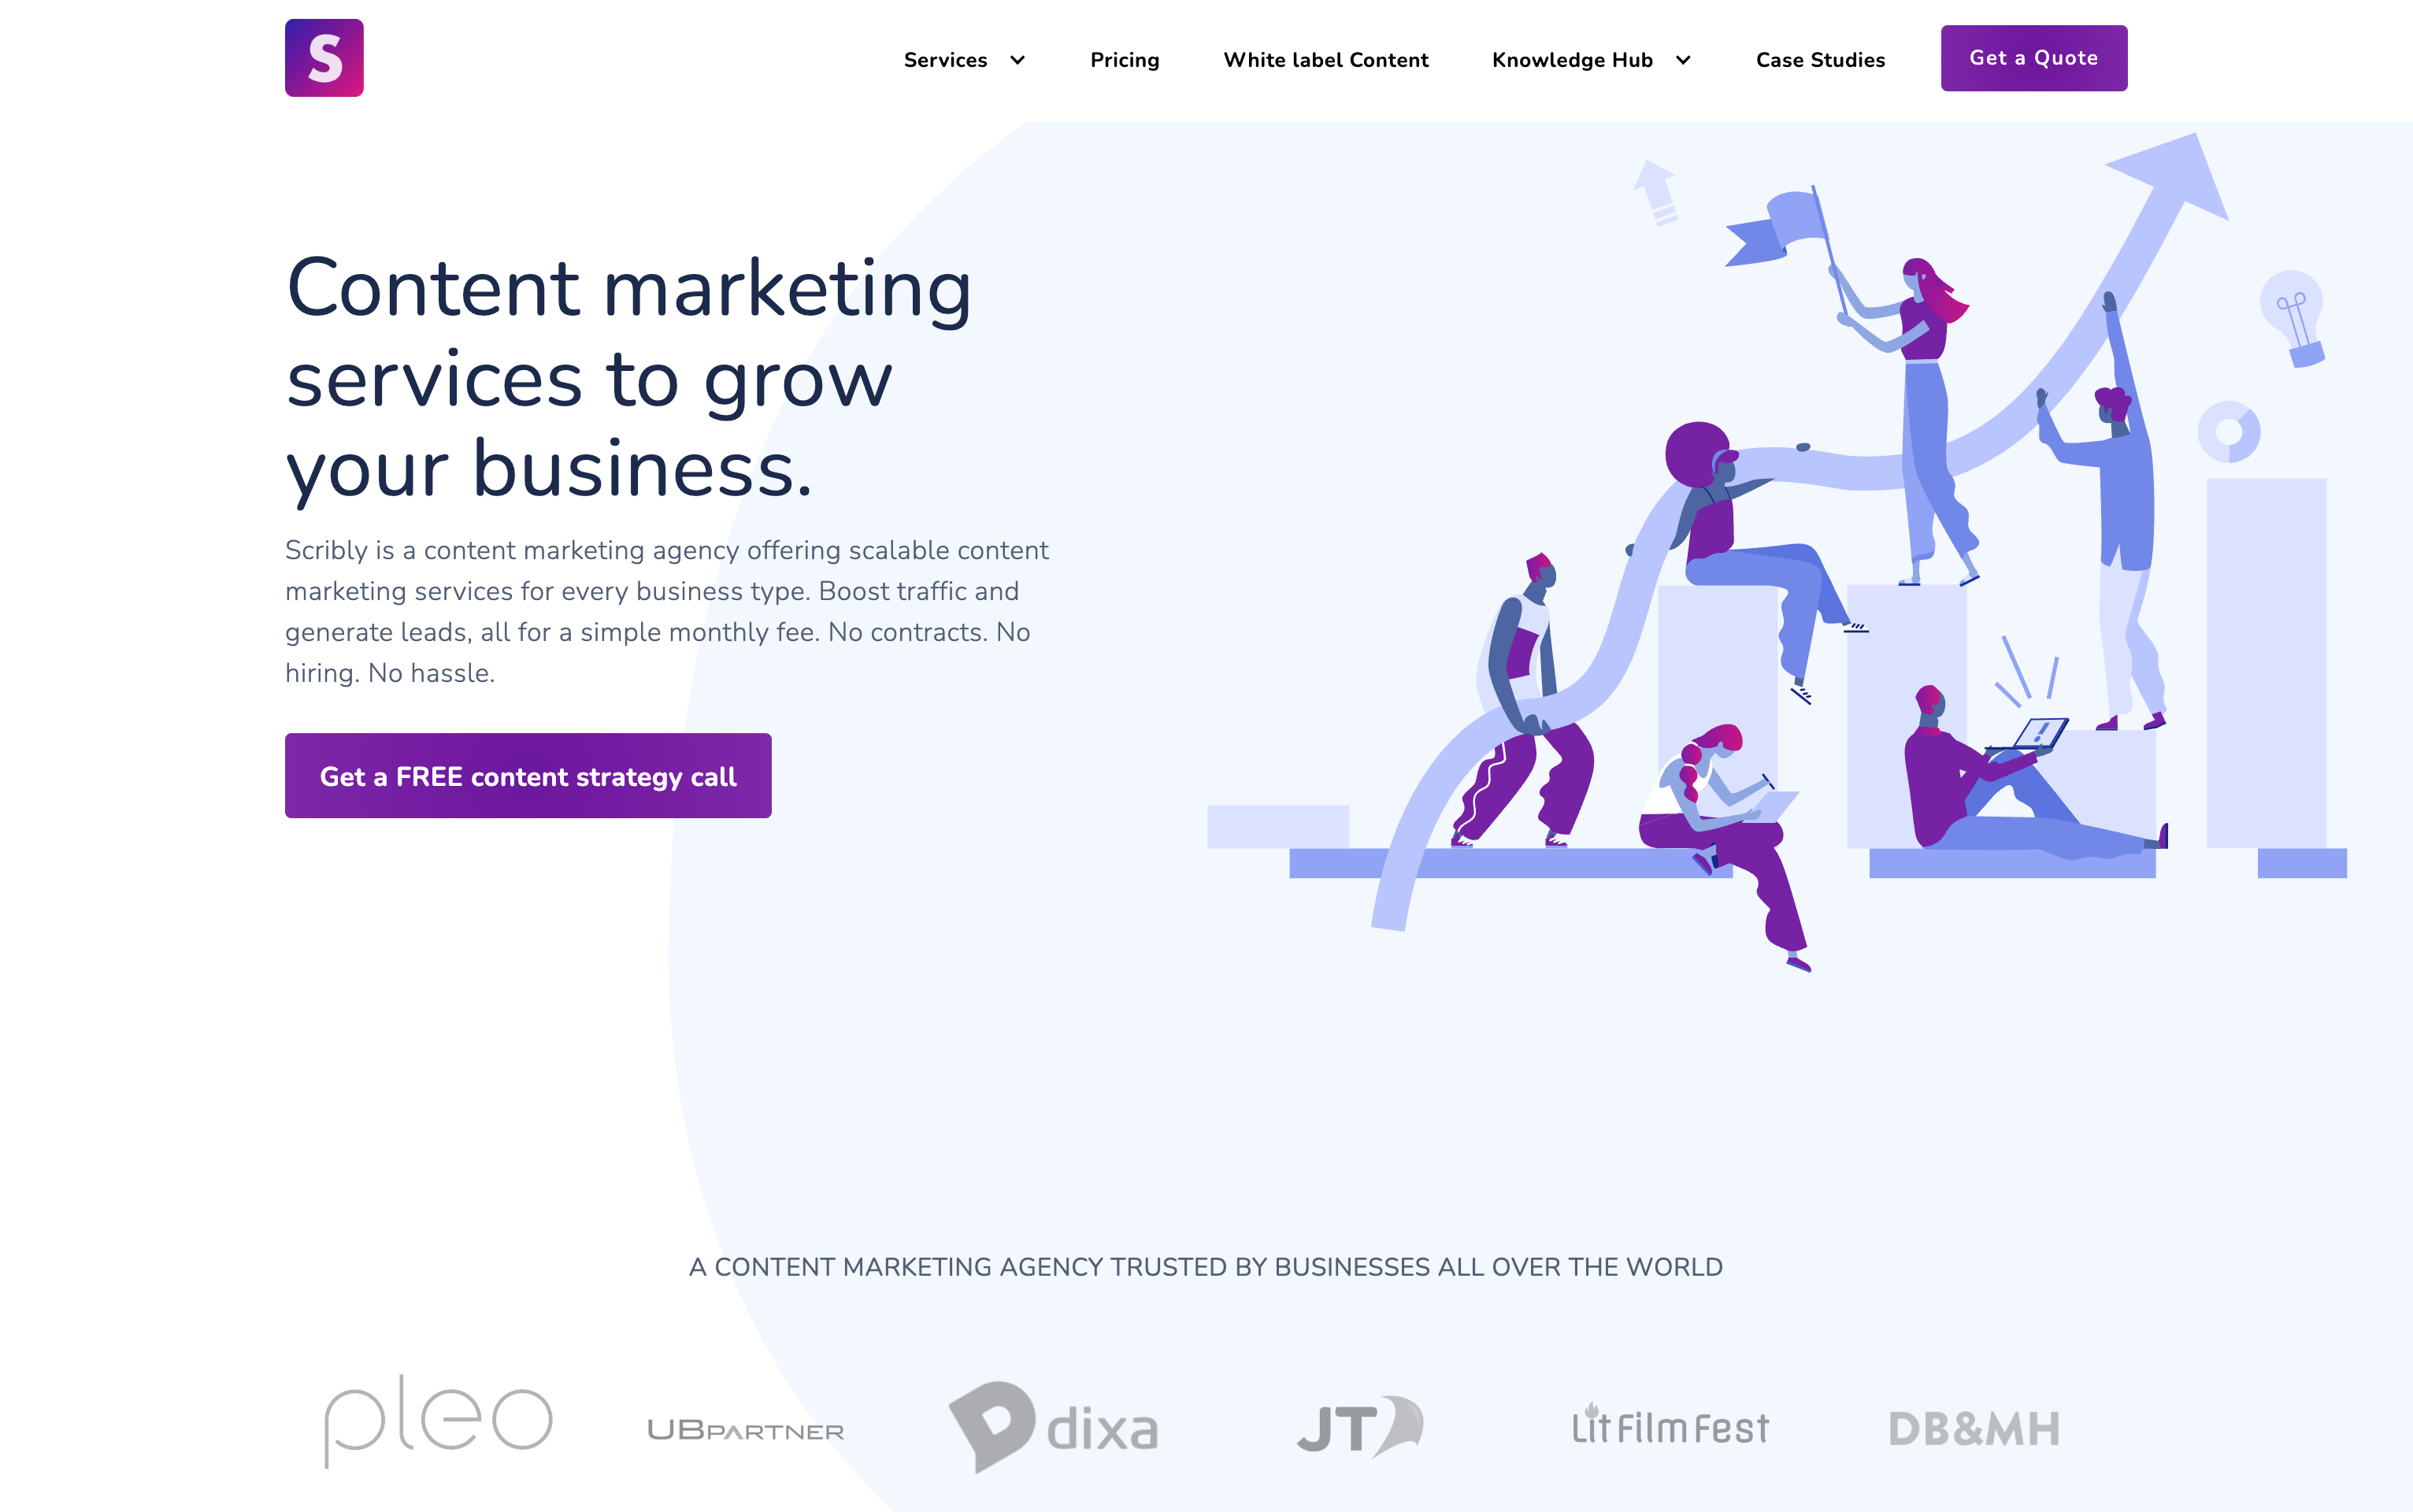 S
Services
Pricing
White label Content
Knowledge Hub
Case Studies
Get a Quote
Content marketing
services to grow
your business.
Scribly is a content marketing agency offering scalable content
marketing services for every business type. Boost traffic and
generate leads, all for a simple monthly fee. No contracts. No
hiring. No hassle.
Get a FREE content strategy call
A CONTENT MARKETING AGENCY TRUSTED BY BUSINESSES ALL OVER THE WORLD
pleo
UBPARTNER
dixa
JT
LitFilmFest
DB&MH